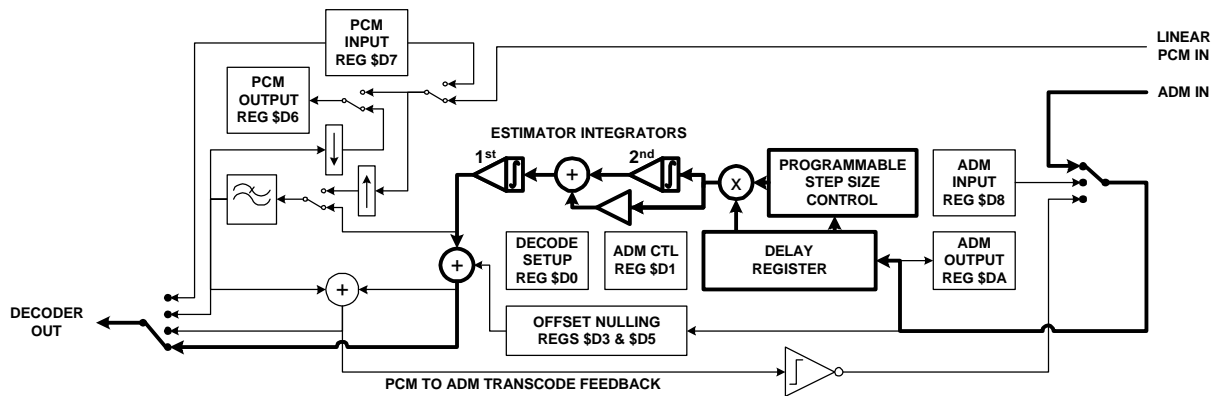 PCM
INPUT
REG $D7
LINEAR
PCM IN
PCM
OUTPUT
REG $D6
ADM IN
ESTIMATOR INTEGRATORS
1st
2nd
+
X
PROGRAMMABLE
STEP SIZE
CONTROL
ADM
INPUT
REG $D8
DECODE
SETUP
REG $D0
ADM CTL
REG $D1
DELAY
REGISTER
ADM
OUTPUT
REG $DA
+
+
DECODER
OUT
OFFSET NULLING
REGS $D3 & $D5
PCM TO ADM TRANSCODE FEEDBACK